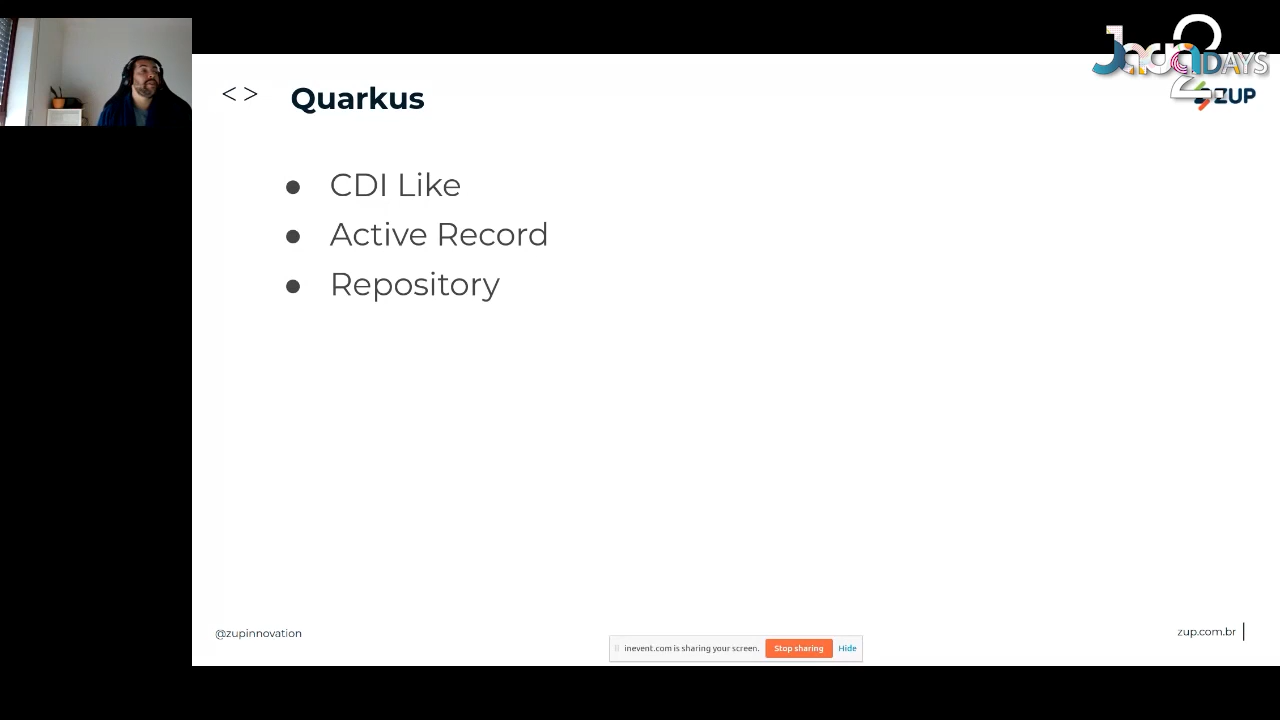 Java2Days
< > Quarkus
ZUP
● CDI Like
● Active Record
● Repository
@zupinnovation
inevent.com is sharing your screen. Stop sharing Hide
zup.com.br